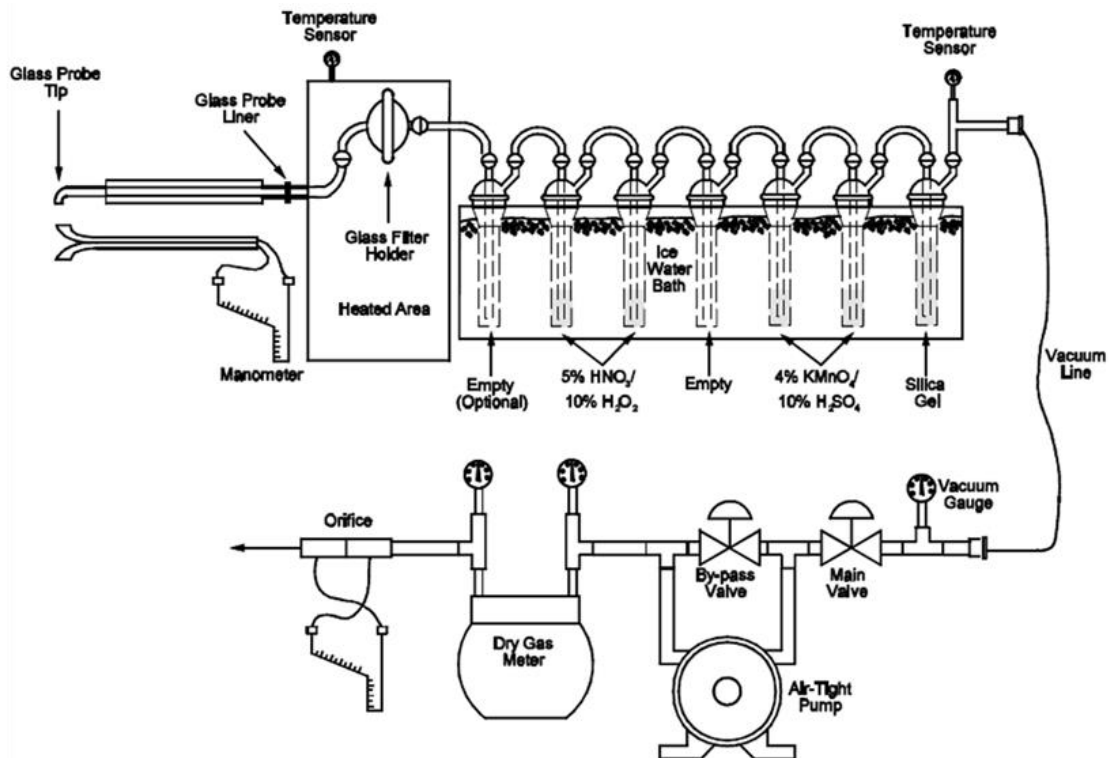 Temperature
Sensor
Temperature
Sensor
Glass Probe
Tip
Glass Probe
Liner
Glass Filter
Holder
Heated Area
Ice
Water
Bath
Manometer
Empty
(Optional)
5% HNO₃/
10% H₂O₂
Empty
4% KMnO₄/
10% H₂SO₄
Silica
Gel
Vacuum
Line
Orifice
Vacuum
Gauge
By-pass
Valve
Main
Valve
Dry Gas
Meter
Air-Tight
Pump